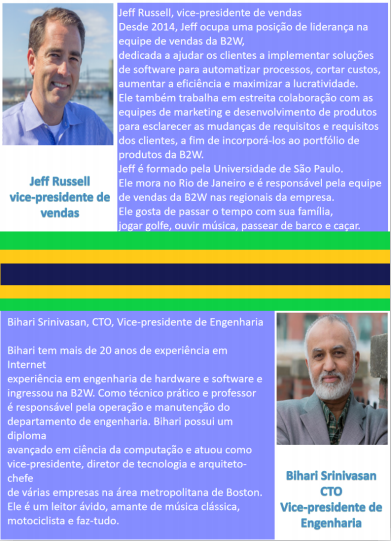 Jeff Russell, vice-presidente de vendas
Desde 2014, Jeff ocupa uma posição de liderança na
equipe de vendas da B2W,
dedicada a ajudar os clientes a implementar soluções
de software para automatizar processos, cortar custos,
aumentar a eficiência e maximizar a lucratividade.
Ele também trabalha em estreita colaboração com as
equipes de marketing e desenvolvimento de produtos
para esclarecer as mudanças de requisitos e requisitos
dos clientes, a fim de incorporá-los ao portfólio de
produtos da B2W.
Jeff é formado pela Universidade de São Paulo.
Ele mora no Rio de Janeiro e é responsável pela equipe
de vendas da B2W nas regionais da empresa.
Ele gosta de passar o tempo com sua família,
jogar golfe, ouvir música, passear de barco e caçar.
Jeff Russell
vice-presidente de
vendas
Bihari Srinivasan, CTO, Vice-presidente de Engenharia
Bihari tem mais de 20 anos de experiência em
Internet
experiência em engenharia de hardware e software e
ingressou na B2W. Como técnico prático e professor
é responsável pela operação e manutenção do
departamento de engenharia. Bihari possui um
diploma
avançado em ciência da computação e atuou como
vice-presidente, diretor de tecnologia e arquiteto-
chefe
de várias empresas na área metropolitana de Boston.
Ele é um leitor ávido, amante de música clássica,
motociclista e faz-tudo.
Bihari Srinivasan
CTO
Vice-presidente de
Engenharia